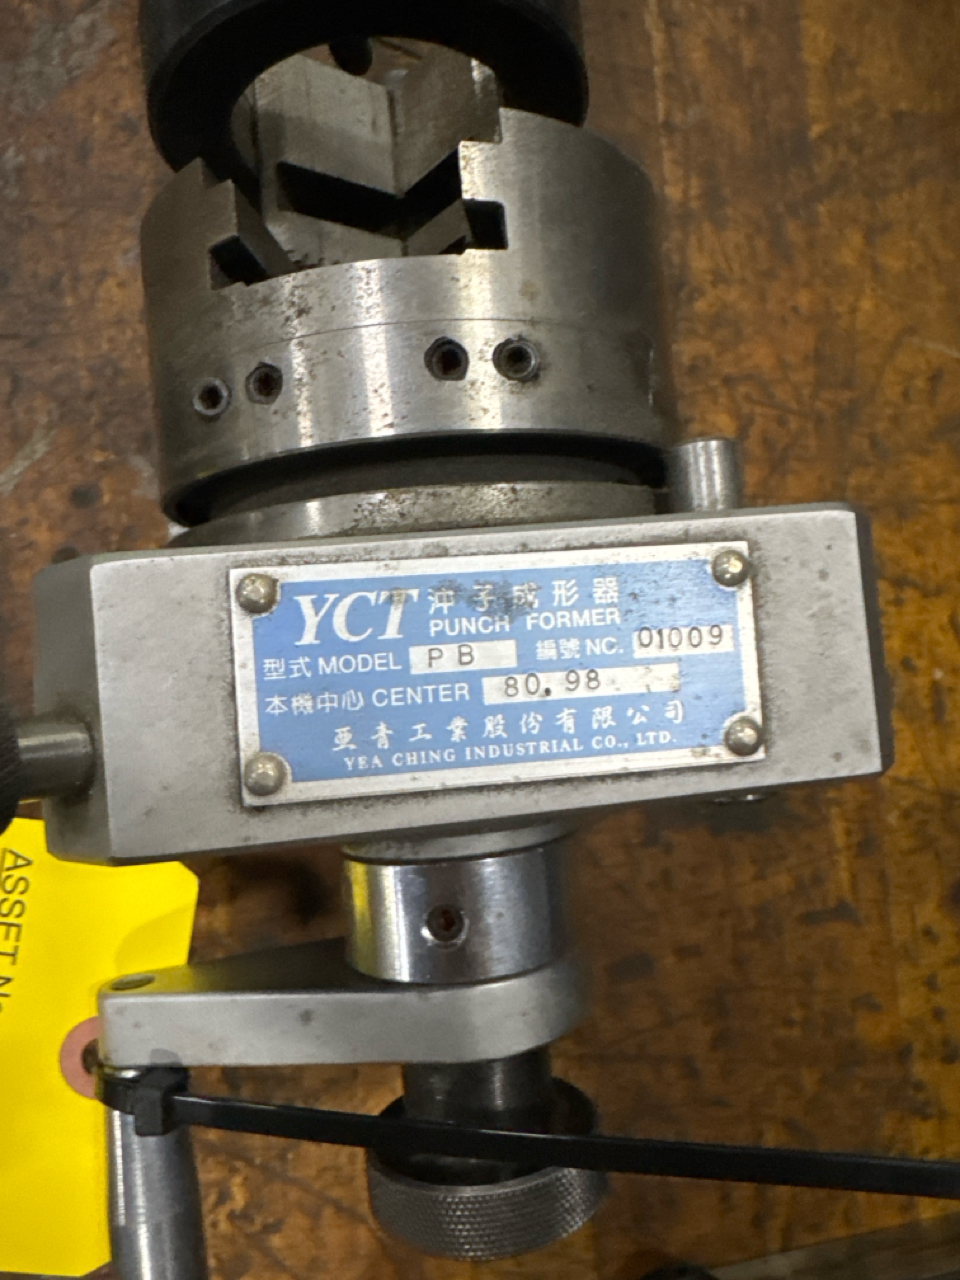 YCT 沖子成形器
PUNCH FORMER
型式 MODEL PB 編號 NC. 01009
本機中心 CENTER 80.98
亞青工業股份有限公司
YEA CHING INDUSTRIAL CO., LTD.
ASSET